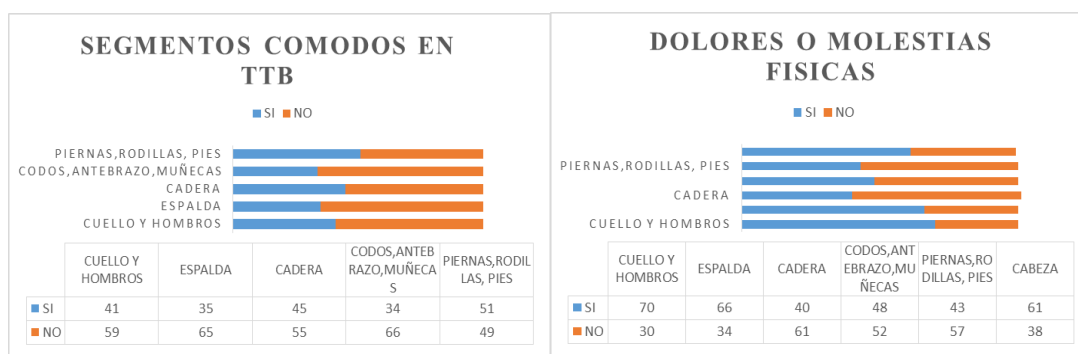 SEGMENTOS COMODOS EN
TTB
SI NO
PIERNAS,RODILLAS, PIES
CODOS,ANTEBRAZO,MUÑECAS
CADERA
ESPALDA
CUELLO Y HOMBROS
CUELLO Y
HOMBROS
ESPALDA
CADERA
CODOS,ANTEB
RAZO,MUÑECA
S
PIERNAS,RODIL
LAS, PIES
SI 41 35 45 34 51
NO 59 65 55 66 49
DOLORES O MOLESTIAS
FISICAS
SI NO
PIERNAS,RODILLAS, PIES
CADERA
CUELLO Y HOMBROS
CUELLO Y
HOMBROS
ESPALDA
CADERA
CODOS,ANT
EBRAZO,MU
ÑECAS
PIERNAS,RO
DILLAS, PIES
CABEZA
SI 70 66 40 48 43 61
NO 30 34 61 52 57 38